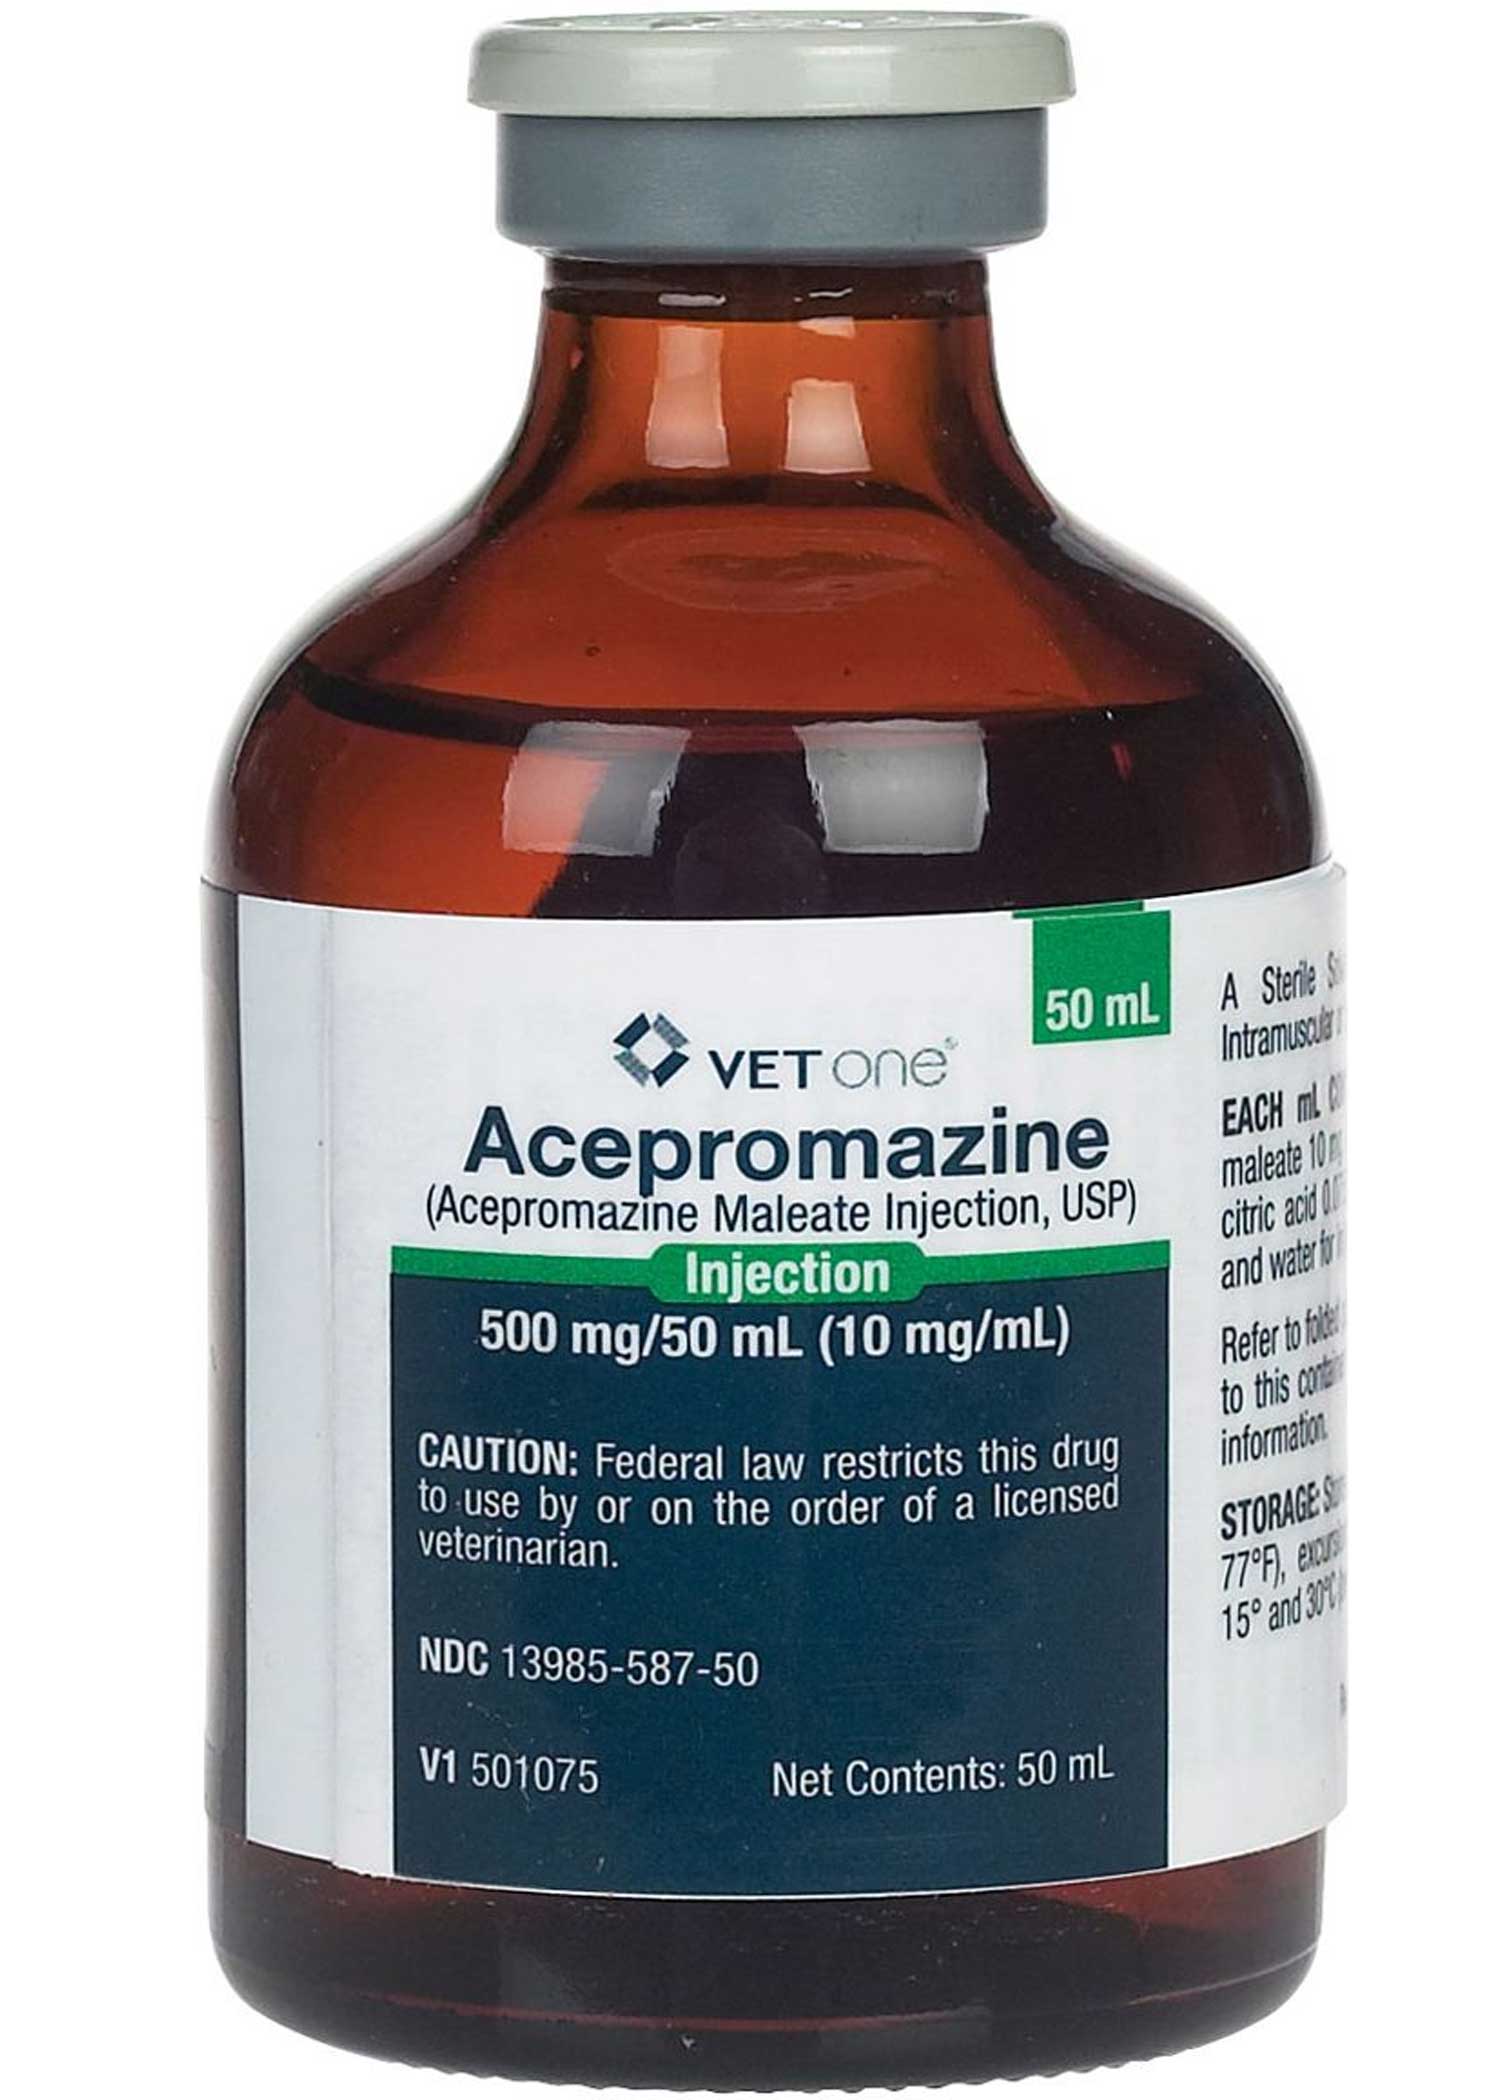 50 mL
VET one®
Acepromazine
(Acepromazine Maleate Injection, USP)
Injection
500 mg/50 mL (10 mg/mL)
CAUTION: Federal law restricts this drug
to use by or on the order of a licensed
veterinarian.
NDC 13985-587-50
V1 501075 Net Contents: 50 mL
A Sterile
Intramuscular
EACH mL
maleate 10 mg
citric acid
and water for
Refer to folded
to this
information.
STORAGE:
77°F),
15° and 30°C